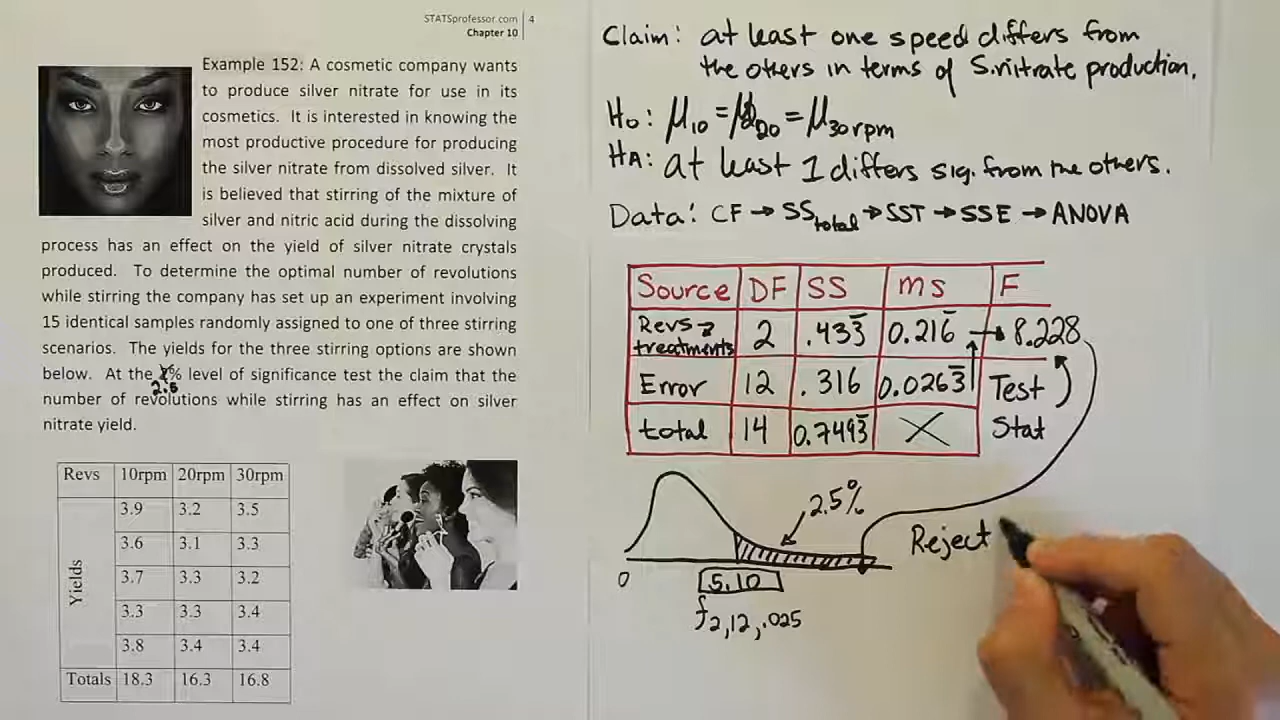 STATSprofessor.com 4
Chapter 10
Example 152: A cosmetic company wants
to produce silver nitrate for use in its
cosmetics. It is interested in knowing the
most productive procedure for producing
the silver nitrate from dissolved silver. It
is believed that stirring of the mixture of
silver and nitric acid during the dissolving
process has an effect on the yield of silver nitrate crystals
produced. To determine the optimal number of revolutions
while stirring the company has set up an experiment involving
15 identical samples randomly assigned to one of three stirring
scenarios. The yields for the three stirring options are shown
below. At the % level of significance test the claim that the
2.5
number of revolutions while stirring has an effect on silver
nitrate yield.
Revs 10rpm 20rpm 30rpm
Yields
3.9 3.2 3.5
3.6 3.1 3.3
3.7 3.3 3.2
3.3 3.3 3.4
3.8 3.4 3.4
Totals 18.3 16.3 16.8
Claim: at least one speed differs from
the others in terms of S.nitrate production.
Ho: μ10 = μ20 = μ30rpm
HA: at least 1 differs sig. from the others.
Data: CF → SStotal → SST → SSE → ANOVA
Source DF SS MS F
Revs treatments 2 .433̅ 0.216̅ → 8.228
Error 12 .316 0.0263̅ Test
total 14 0.7493̅ X Stat
2.5%
Reject
0 5.10
f2,12,.025